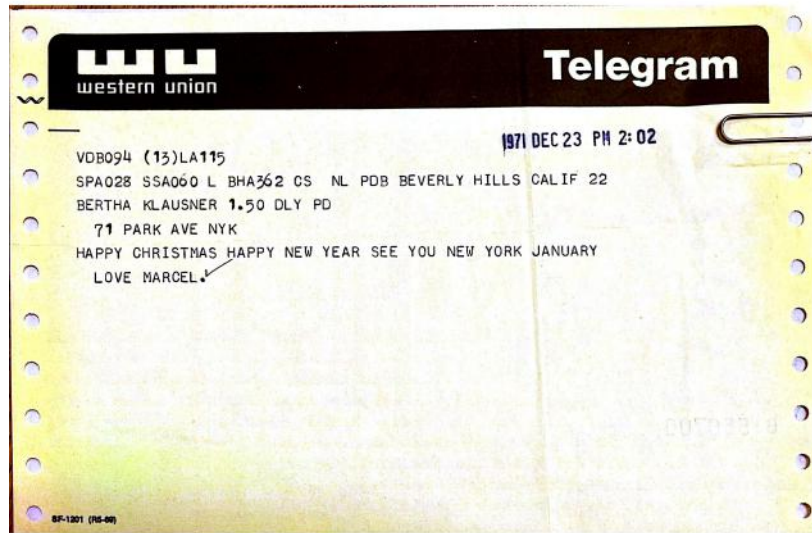 western union
Telegram
1971 DEC 23 PM 2:02
VDB094 (13)LA115
SPA028 SSA060 L BHA362 CS NL PDB BEVERLY HILLS CALIF 22
BERTHA KLAUSNER 1.50 DLY PD
71 PARK AVE NYK
HAPPY CHRISTMAS HAPPY NEW YEAR SEE YOU NEW YORK JANUARY
LOVE MARCEL.
SF-1201 (R5-69)